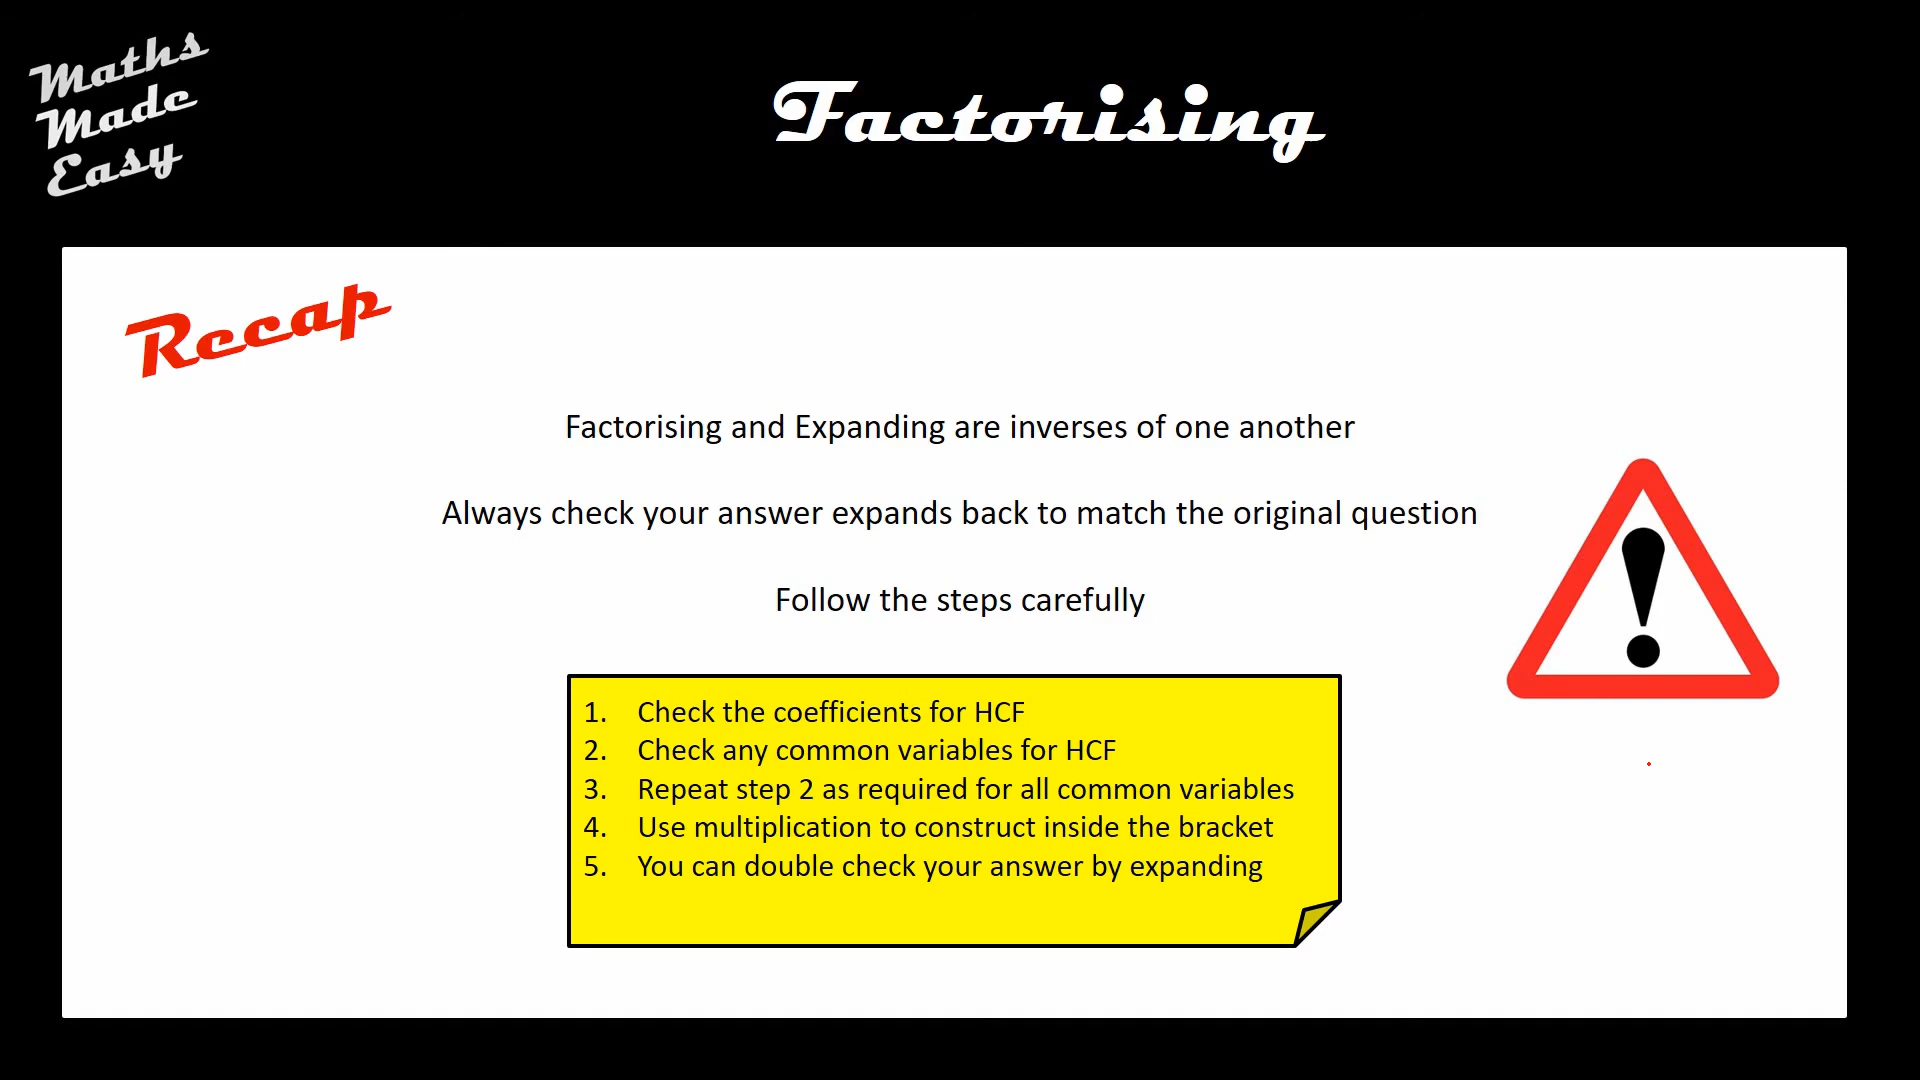 Maths
Made
Easy
Factorising
Recap
Factorising and Expanding are inverses of one another
Always check your answer expands back to match the original question
Follow the steps carefully
1. Check the coefficients for HCF
2. Check any common variables for HCF
3. Repeat step 2 as required for all common variables
4. Use multiplication to construct inside the bracket
5. You can double check your answer by expanding